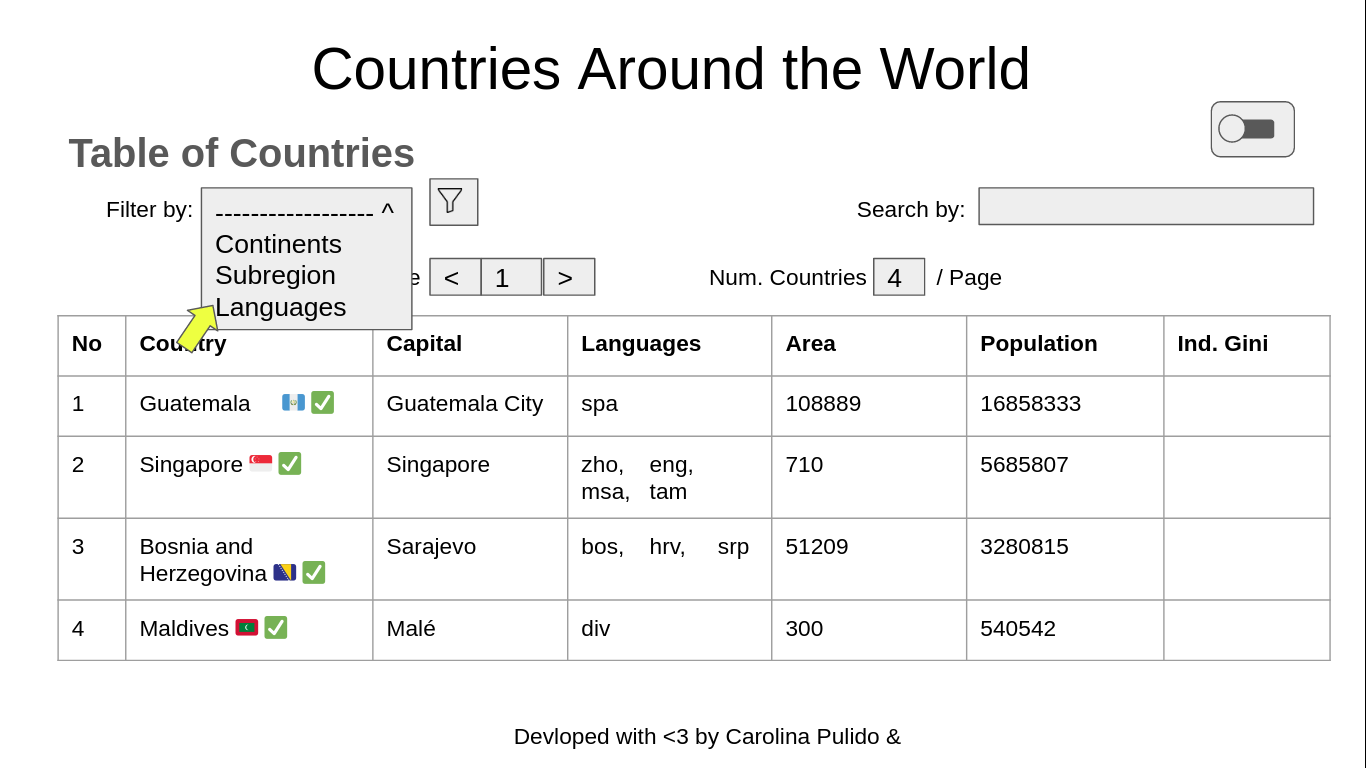 Countries Around the World
Table of Countries
Filter by: ------------------ ^ Search by:
Continents
Subregion
Languages
e < 1 > Num. Countries 4 / Page
No Country Capital Languages Area Population Ind. Gini
1 Guatemala Guatemala City spa 108889 16858333
2 Singapore Singapore zho, eng, 710 5685807
msa, tam
3 Bosnia and Sarajevo bos, hrv, srp 51209 3280815
Herzegovina
4 Maldives Malé div 300 540542
Devloped with <3 by Carolina Pulido &